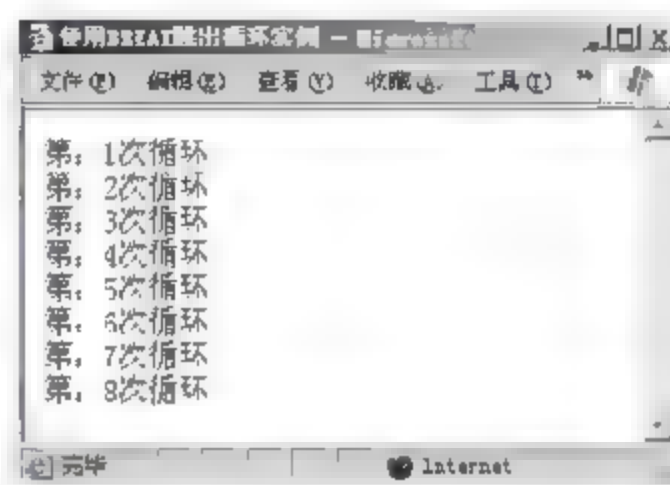 使用BREAK跳出循环实例 -
文件(F) 编辑(E) 查看(V) 收藏(A) 工具(T) »
第: 1次循环
第: 2次循环
第: 3次循环
第: 4次循环
第: 5次循环
第: 6次循环
第: 7次循环
第: 8次循环
完毕 Internet